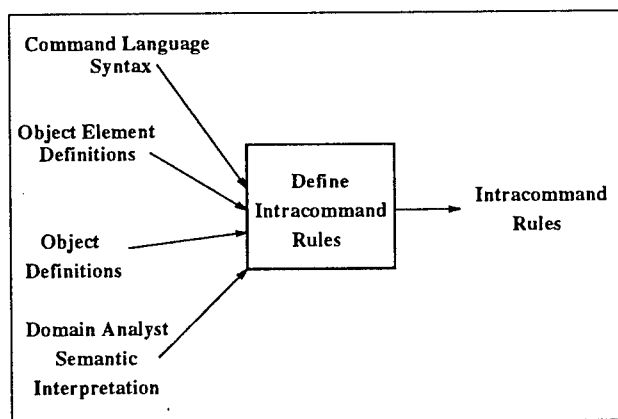 Command Language
Syntax
Object Element
Definitions
Object
Definitions
Domain Analyst
Semantic
Interpretation
Define
Intracommand
Rules
Intracommand
Rules